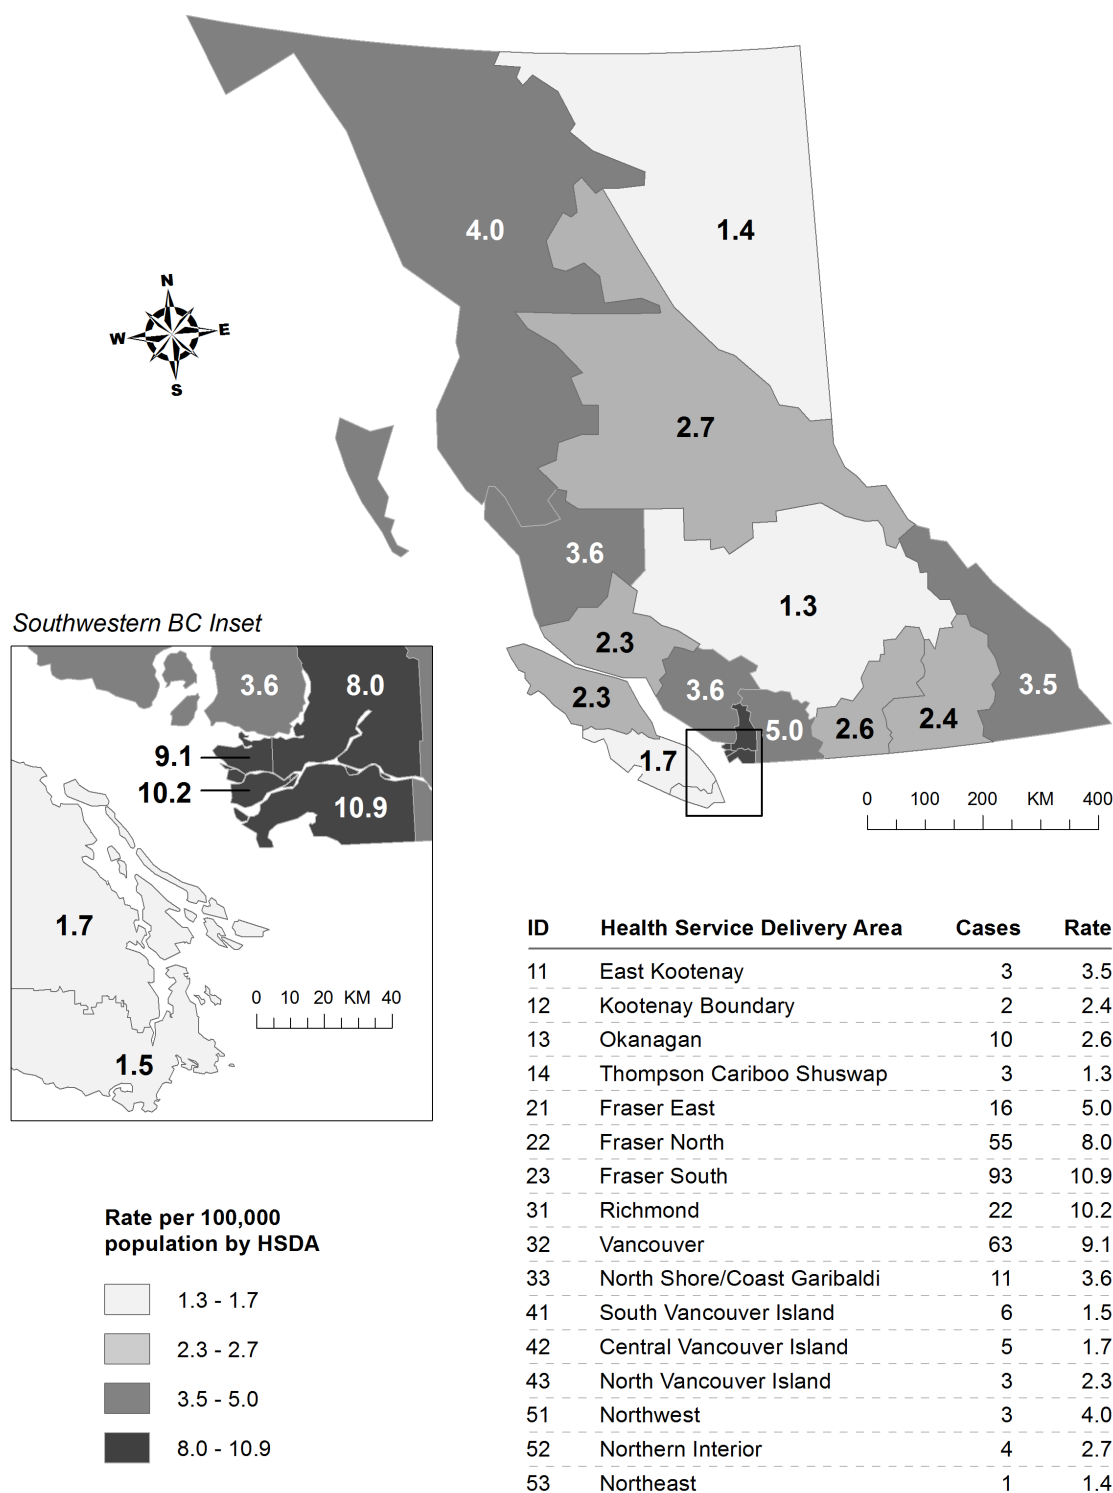 4.0
1.4
N
W
E
S
2.7
3.6
1.3
2.3
2.3
3.6
5.0
2.6
2.4
3.5
1.7
0 100 200 KM 400
Southwestern BC Inset
3.6
8.0
9.1
10.2
10.9
1.7
0 10 20 KM 40
1.5
Rate per 100,000
population by HSDA
1.3 - 1.7
2.3 - 2.7
3.5 - 5.0
8.0 - 10.9
ID Health Service Delivery Area Cases Rate
11 East Kootenay 3 3.5
12 Kootenay Boundary 2 2.4
13 Okanagan 10 2.6
14 Thompson Cariboo Shuswap 3 1.3
21 Fraser East 16 5.0
22 Fraser North 55 8.0
23 Fraser South 93 10.9
31 Richmond 22 10.2
32 Vancouver 63 9.1
33 North Shore/Coast Garibaldi 11 3.6
41 South Vancouver Island 6 1.5
42 Central Vancouver Island 5 1.7
43 North Vancouver Island 3 2.3
51 Northwest 3 4.0
52 Northern Interior 4 2.7
53 Northeast 1 1.4